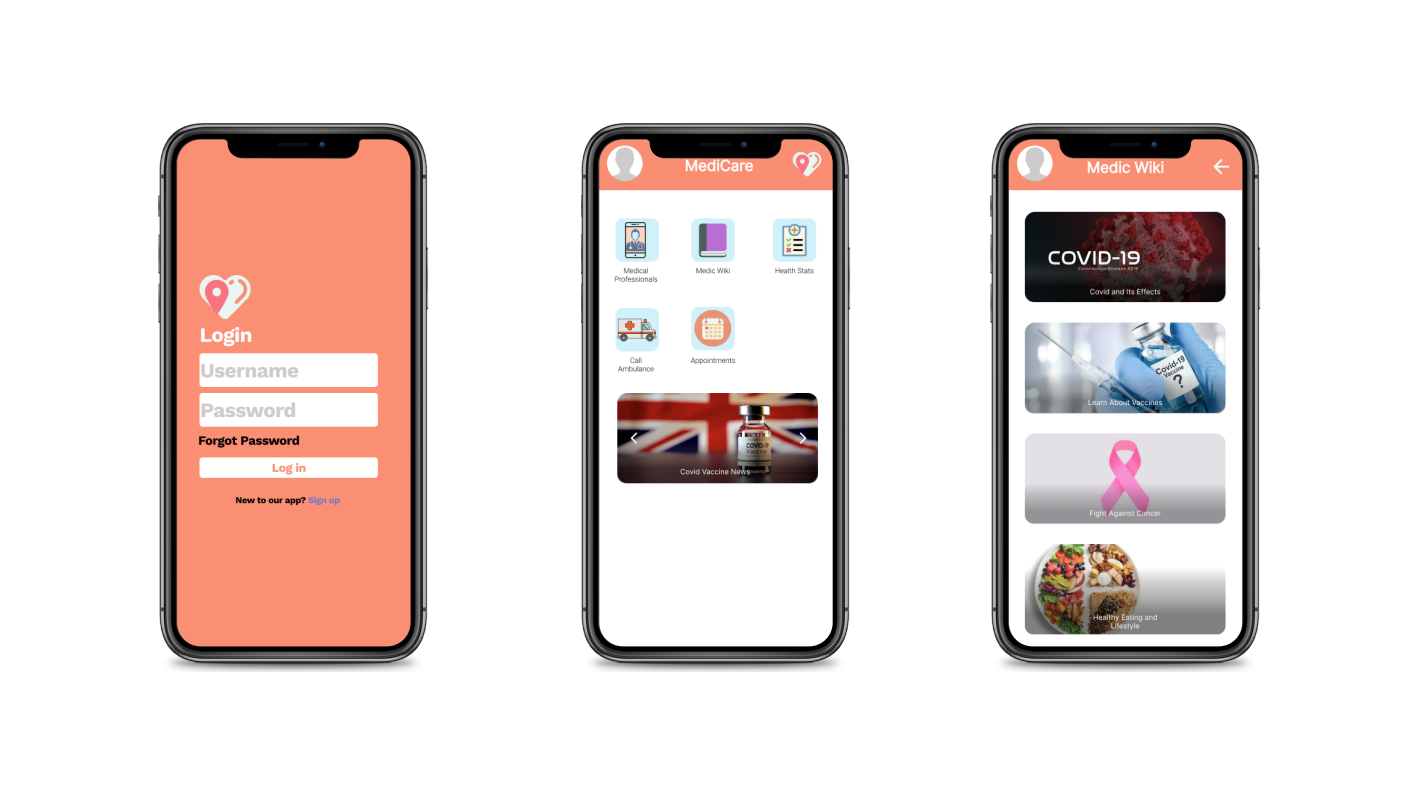 Login
Username
Password
Forgot Password
Log in
New to our app? Sign up
MediCare
Medical
Professionals
Medic Wiki
Health Stats
Call
Ambulance
Appointments
COVID-19
Vaccine
Covid Vaccine News
Medic Wiki
COVID-19
Coronavirus Disease 2019
Covid and Its Effects
Covid-19
Vaccine
?
Learn About Vaccines
Fight Against Cancer
Healthy Eating and
Lifestyle